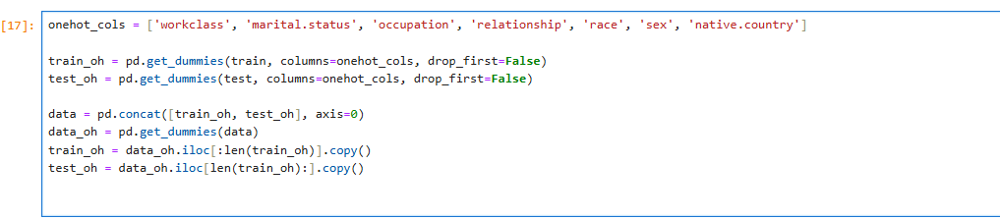 [17]: onehot_cols = ['workclass', 'marital.status', 'occupation', 'relationship', 'race', 'sex', 'native.country']
train_oh = pd.get_dummies(train, columns=onehot_cols, drop_first=False)
test_oh = pd.get_dummies(test, columns=onehot_cols, drop_first=False)
data = pd.concat([train_oh, test_oh], axis=0)
data_oh = pd.get_dummies(data)
train_oh = data_oh.iloc[:len(train_oh)].copy()
test_oh = data_oh.iloc[len(train_oh):].copy()